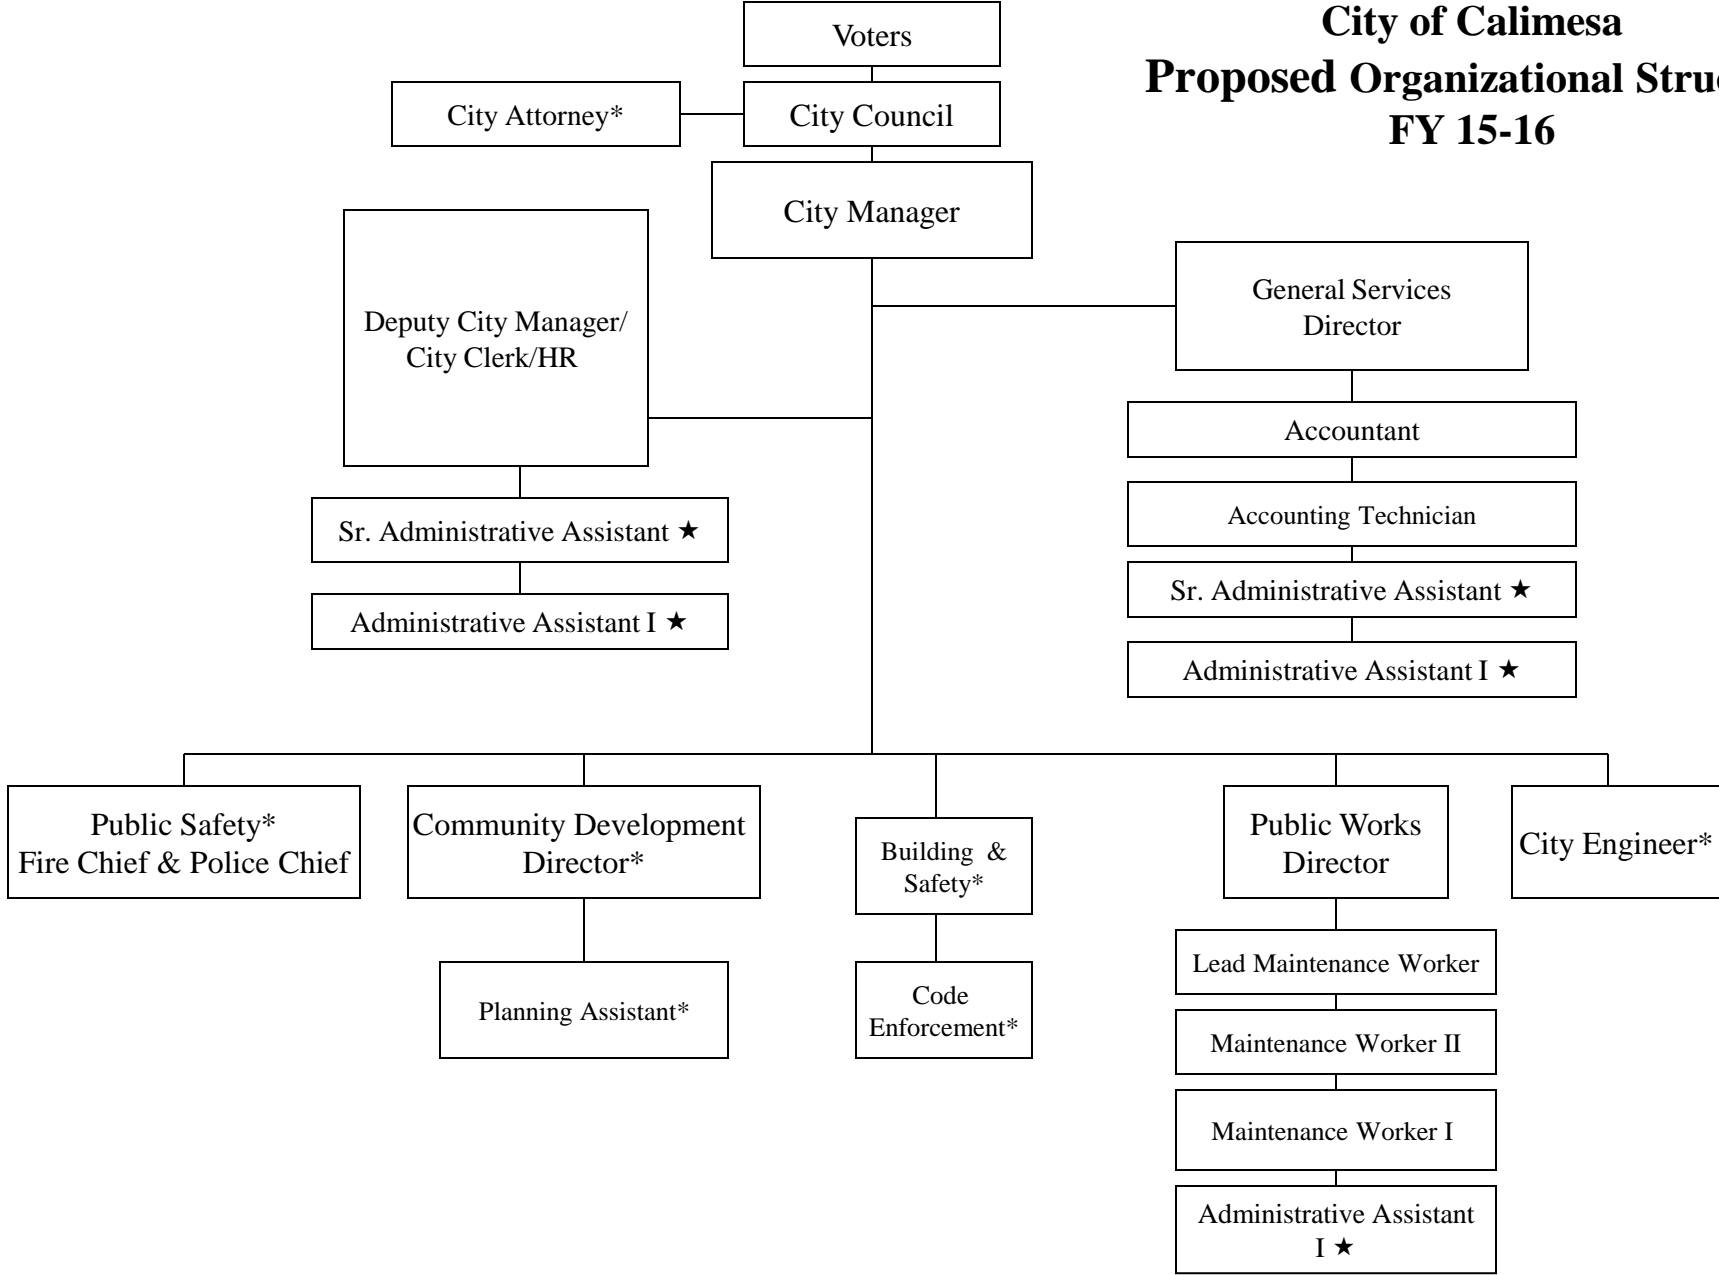 City of Calimesa
Proposed Organizational
FY 15-16
Voters
City Attorney*
City Council
City Manager
Deputy City Manager/
City Clerk/HR
General Services
Director
Accountant
Accounting Technician
Sr. Administrative Assistant ★
Administrative Assistant I ★
Sr. Administrative Assistant ★
Administrative Assistant I ★
Public Safety*
Fire Chief & Police Chief
Community Development
Director*
Building & 
Safety*
Public Works
Director
City Engineer*
Planning Assistant*
Code
Enforcement*
Lead Maintenance Worker
Maintenance Worker II
Maintenance Worker I
Administrative Assistant
I ★